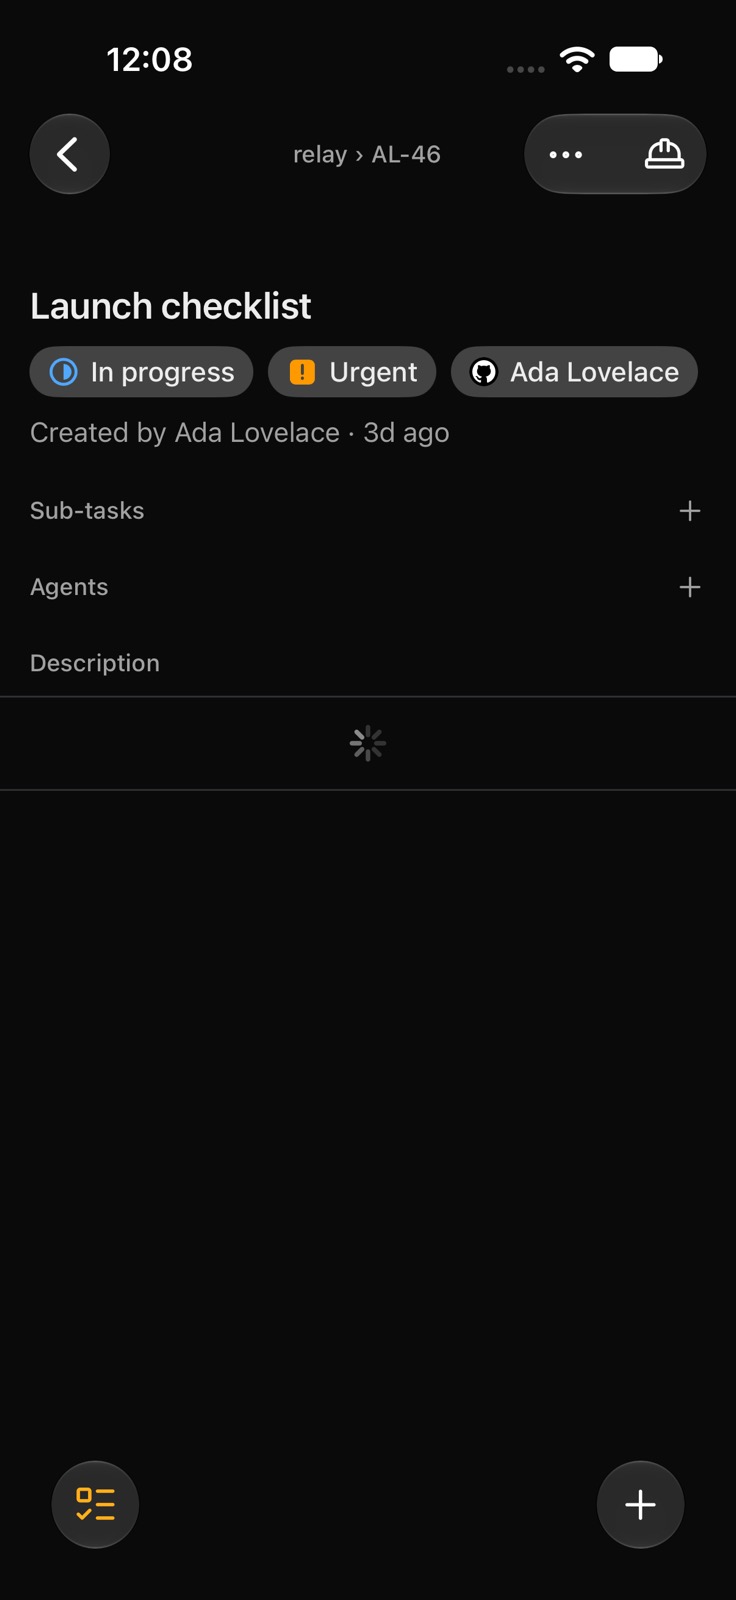 12:08
relay › AL-46
Launch checklist
In progress
Urgent
Ada Lovelace
Created by Ada Lovelace · 3d ago
Sub-tasks
Agents
Description